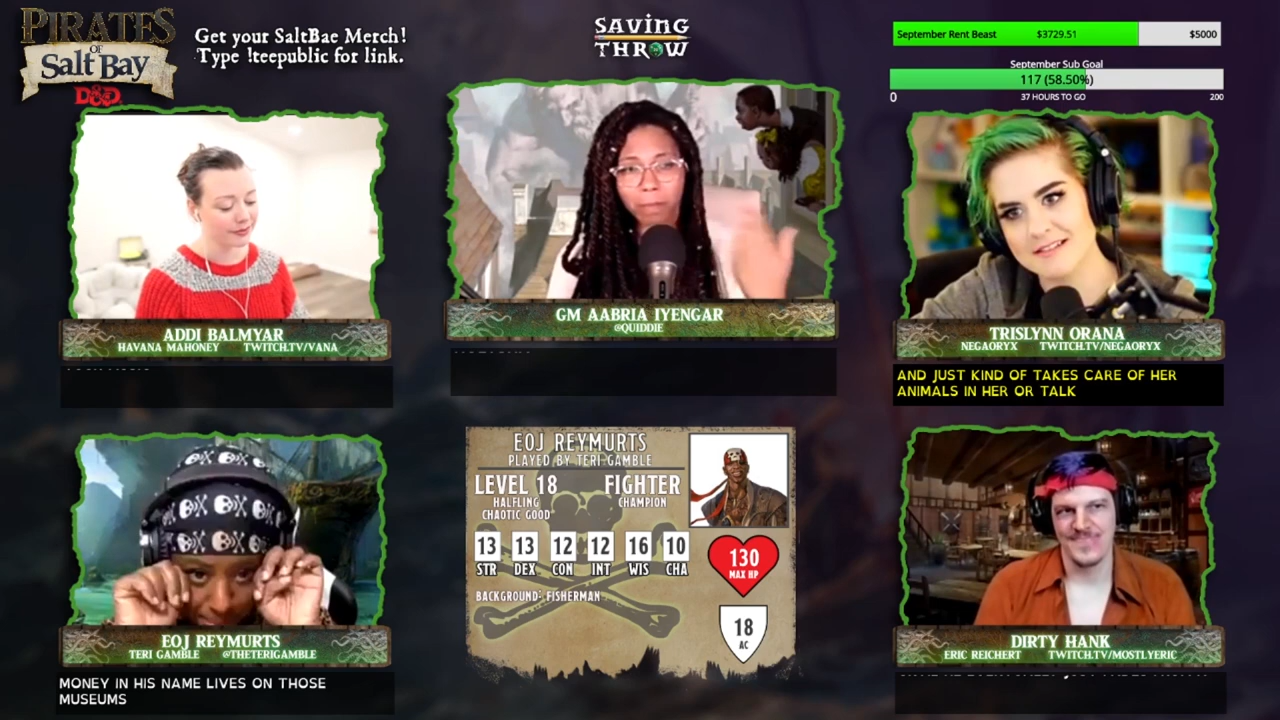 PIRATES
OF
Salt Bay
D&D
Get your SaltBae Merch!
Type !teepublic for link.
SAVING
THROW
September Rent Beast $3729.51 $5000
September Sub Goal
117 (58.50%)
0 37 HOURS TO GO 200
ADDI BALMYAR
HAVANA MAHONEY TWITCH.TV/VANA
GM AABRIA IYENGAR
@QUIDDIE
TRISLYNN ORANA
NEGAORYX TWITCH.TV/NEGAORYX
AND JUST KIND OF TAKES CARE OF HER
ANIMALS IN HER OR TALK
EOJ REYMURTS
TERI GAMBLE @THETERIGAMBLE
MONEY IN HIS NAME LIVES ON THOSE
MUSEUMS
EOJ REYMURTS
PLAYED BY TERI GAMBLE
LEVEL 18 FIGHTER
HALFLING CHAMPION
CHAOTIC GOOD
13 13 12 12 16 10
STR DEX CON INT WIS CHA
BACKGROUND: FISHERMAN
130
MAX HP
18
AC
DIRTY HANK
ERIC REICHERT TWITCH.TV/MOSTLYERIC